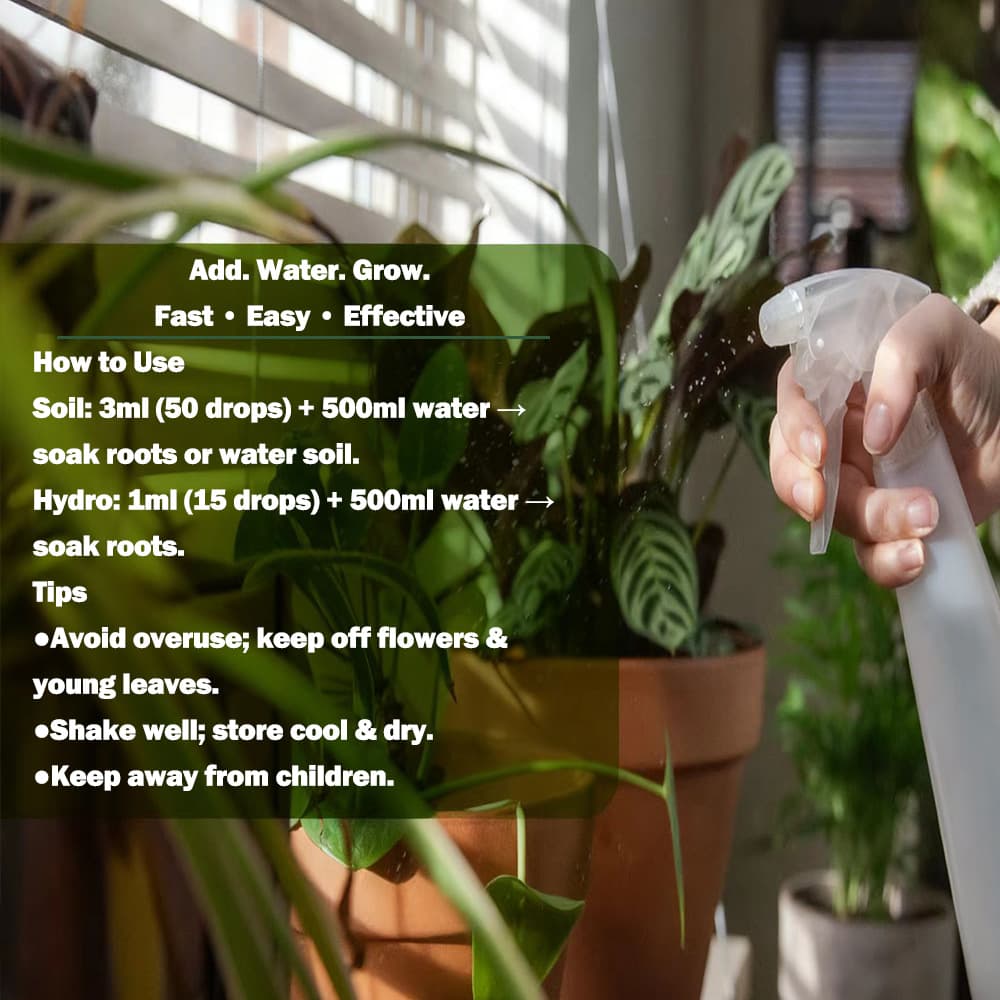 Add. Water. Grow.
Fast • Easy • Effective
How to Use
Soil: 3ml (50 drops) + 500ml water →
soak roots or water soil.
Hydro: 1ml (15 drops) + 500ml water →
soak roots.
Tips
●Avoid overuse; keep off flowers &
young leaves.
●Shake well; store cool & dry.
●Keep away from children.